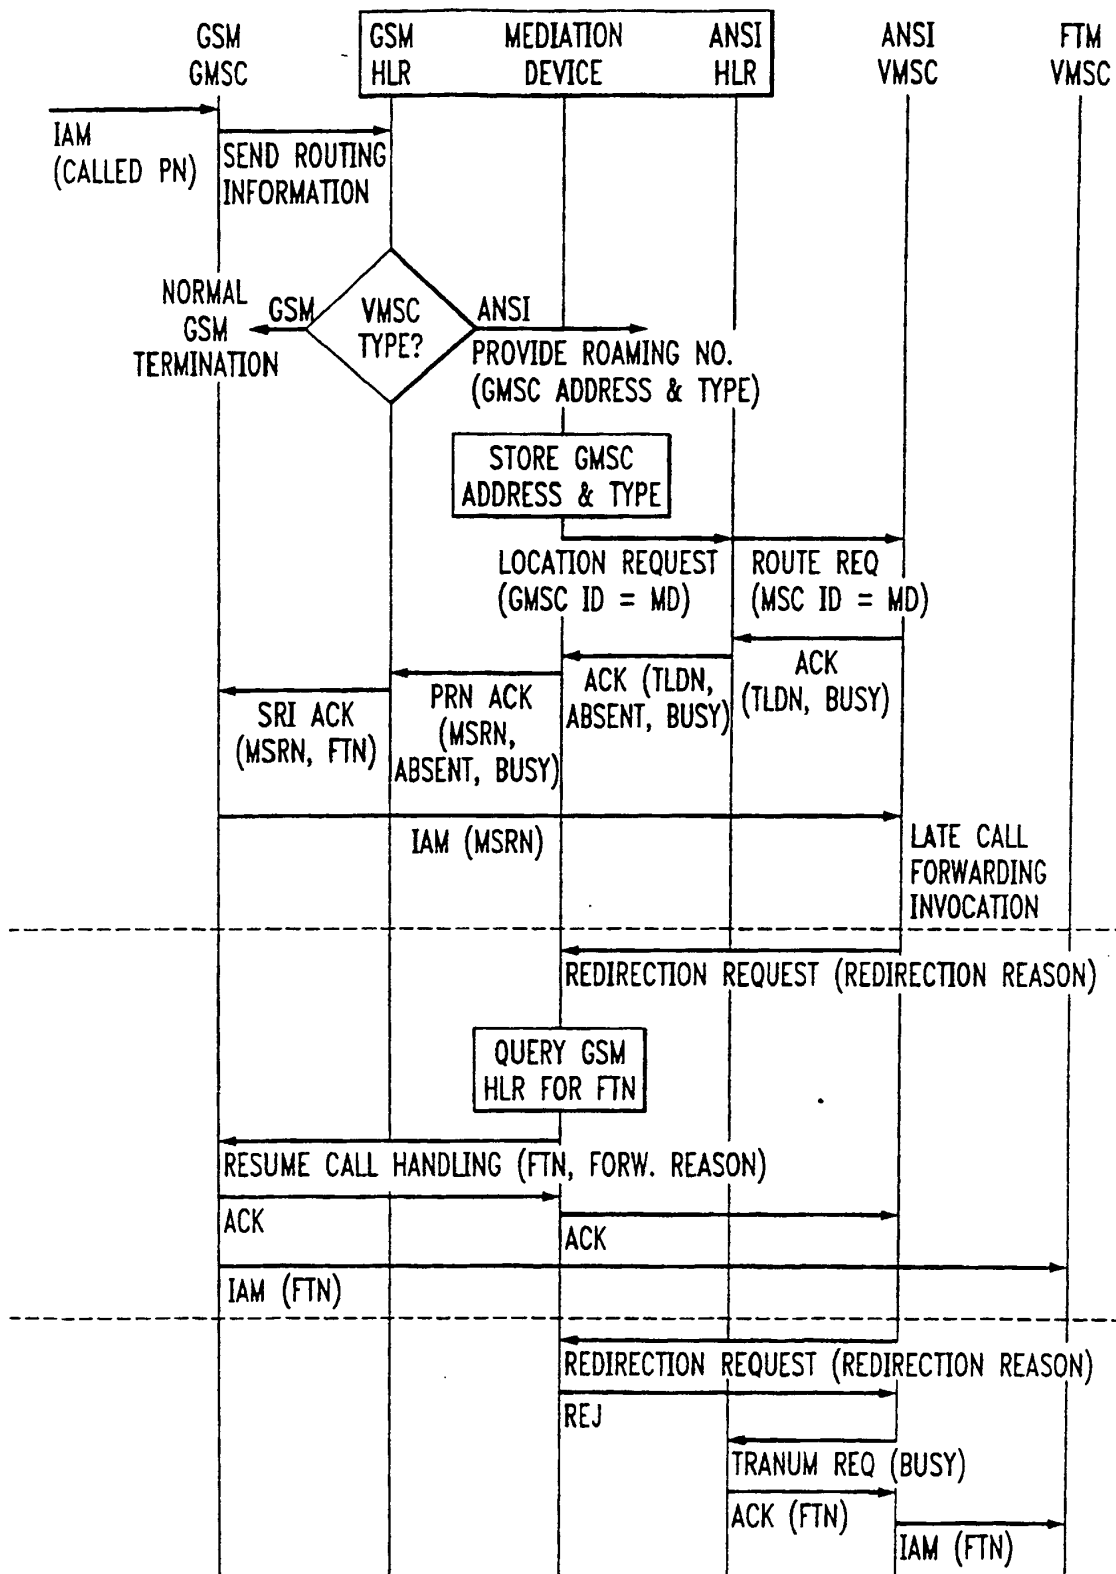 GSM
GMSC
GSM
HLR
MEDIATION
DEVICE
ANSI
HLR
ANSI
VMSC
FTM
VMSC
IAM
(CALLED PN)
SEND ROUTING
INFORMATION
NORMAL
GSM
TERMINATION
GSM
VMSC
TYPE?
ANSI
PROVIDE ROAMING NO.
(GMSC ADDRESS & TYPE)
STORE GMSC
ADDRESS & TYPE
LOCATION REQUEST
(GMSC ID = MD)
ROUTE REQ
(MSC ID = MD)
ACK
(TLDN, BUSY)
ACK (TLDN,
ABSENT, BUSY)
PRN ACK
(MSRN,
ABSENT, BUSY)
SRI ACK
(MSRN, FTN)
IAM (MSRN)
LATE CALL
FORWARDING
INVOCATION
REDIRECTION REQUEST (REDIRECTION REASON)
QUERY GSM
HLR FOR FTN
RESUME CALL HANDLING (FTN, FORW. REASON)
ACK
ACK
IAM (FTN)
REDIRECTION REQUEST (REDIRECTION REASON)
REJ
TRANUM REQ (BUSY)
ACK (FTN)
IAM (FTN)